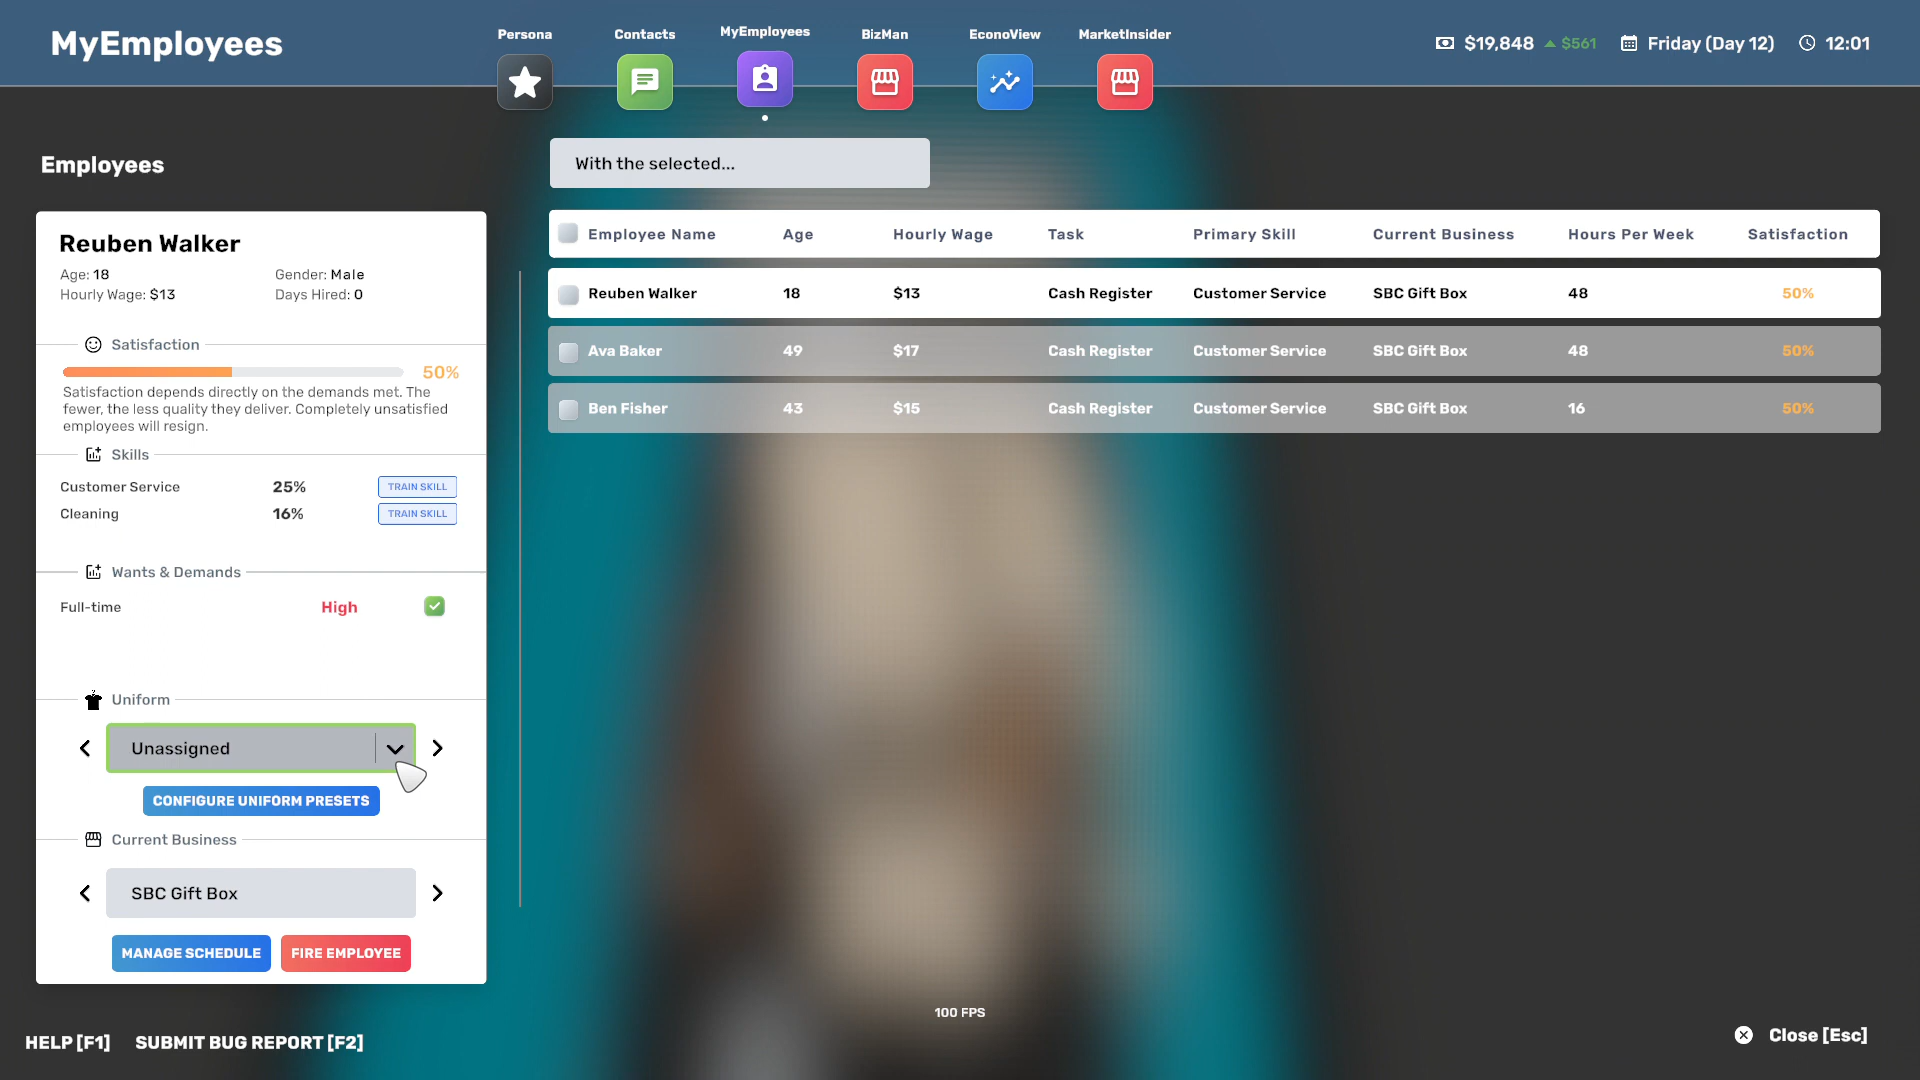 MyEmployees
Persona
Contacts
MyEmployees
BizMan
EconoView
MarketInsider
$19,848
$561
Friday (Day 12)
12:01
Employees
With the selected...
Reuben Walker
Age: 18
Gender: Male
Hourly Wage: $13
Days Hired: 0
Satisfaction
50%
Satisfaction depends directly on the demands met. The
fewer, the less quality they deliver. Completely unsatisfied
employees will resign.
Skills
Customer Service 25% TRAIN SKILL
Cleaning 16% TRAIN SKILL
Wants & Demands
Full-time High
Uniform
Unassigned
CONFIGURE UNIFORM PRESETS
Current Business
SBC Gift Box
MANAGE SCHEDULE
FIRE EMPLOYEE
Employee Name Age Hourly Wage Task Primary Skill Current Business Hours Per Week Satisfaction
Reuben Walker 18 $13 Cash Register Customer Service SBC Gift Box 48 50%
Ava Baker 49 $17 Cash Register Customer Service SBC Gift Box 48 50%
Ben Fisher 43 $15 Cash Register Customer Service SBC Gift Box 16 50%
100 FPS
HELP [F1]
SUBMIT BUG REPORT [F2]
Close [Esc]